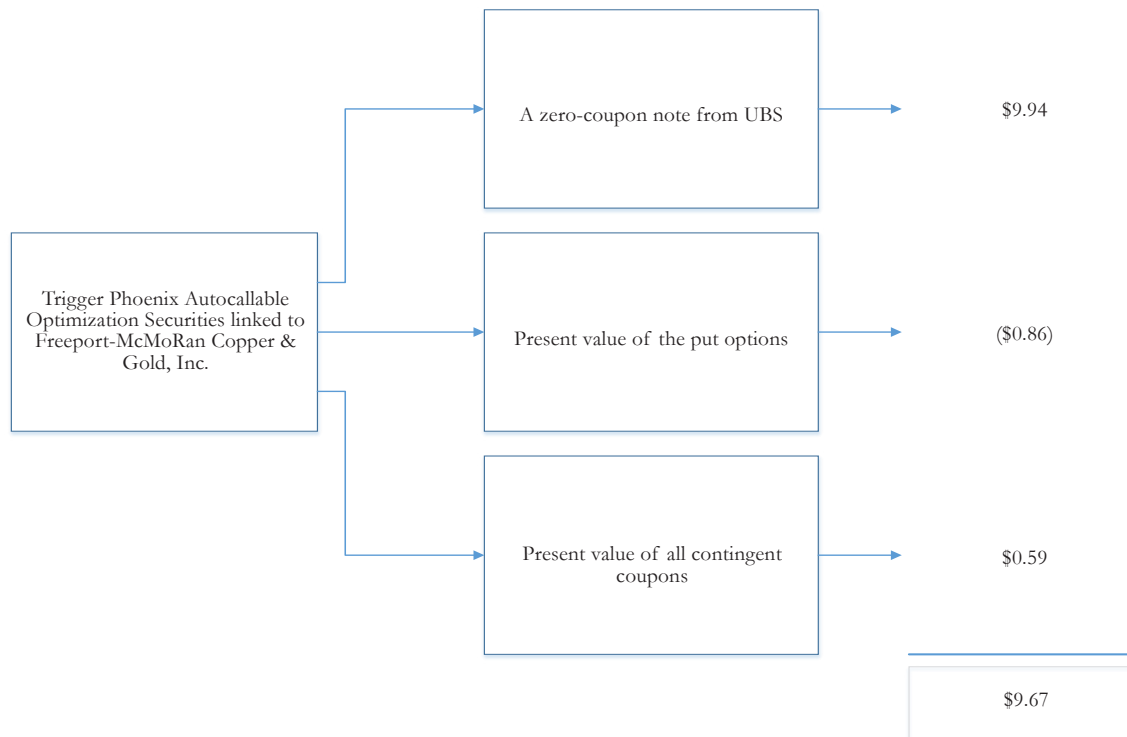 A zero-coupon note from UBS
$9.94
Trigger Phoenix Autocallable
Optimization Securities linked to
Freeport-McMoRan Copper &
Gold, Inc.
Present value of the put options
($0.86)
Present value of all contingent
coupons
$0.59
$9.67